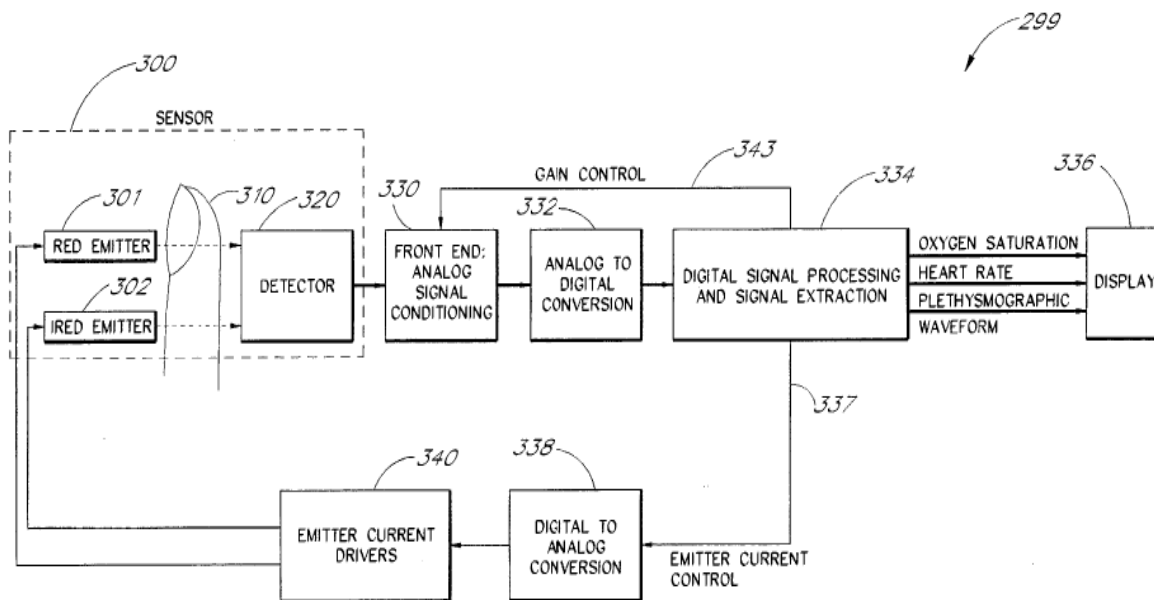 299
300
SENSOR
301
RED EMITTER
302
IRED EMITTER
310
320
DETECTOR
GAIN CONTROL
343
330
FRONT END:
ANALOG
SIGNAL
CONDITIONING
332
ANALOG TO
DIGITAL
CONVERSION
334
DIGITAL SIGNAL PROCESSING
AND SIGNAL EXTRACTION
OXYGEN SATURATION
HEART RATE
PLETHYSMOGRAPHIC
WAVEFORM
336
DISPLAY
337
340
EMITTER CURRENT
DRIVERS
338
DIGITAL TO
ANALOG
CONVERSION
EMITTER CURRENT
CONTROL